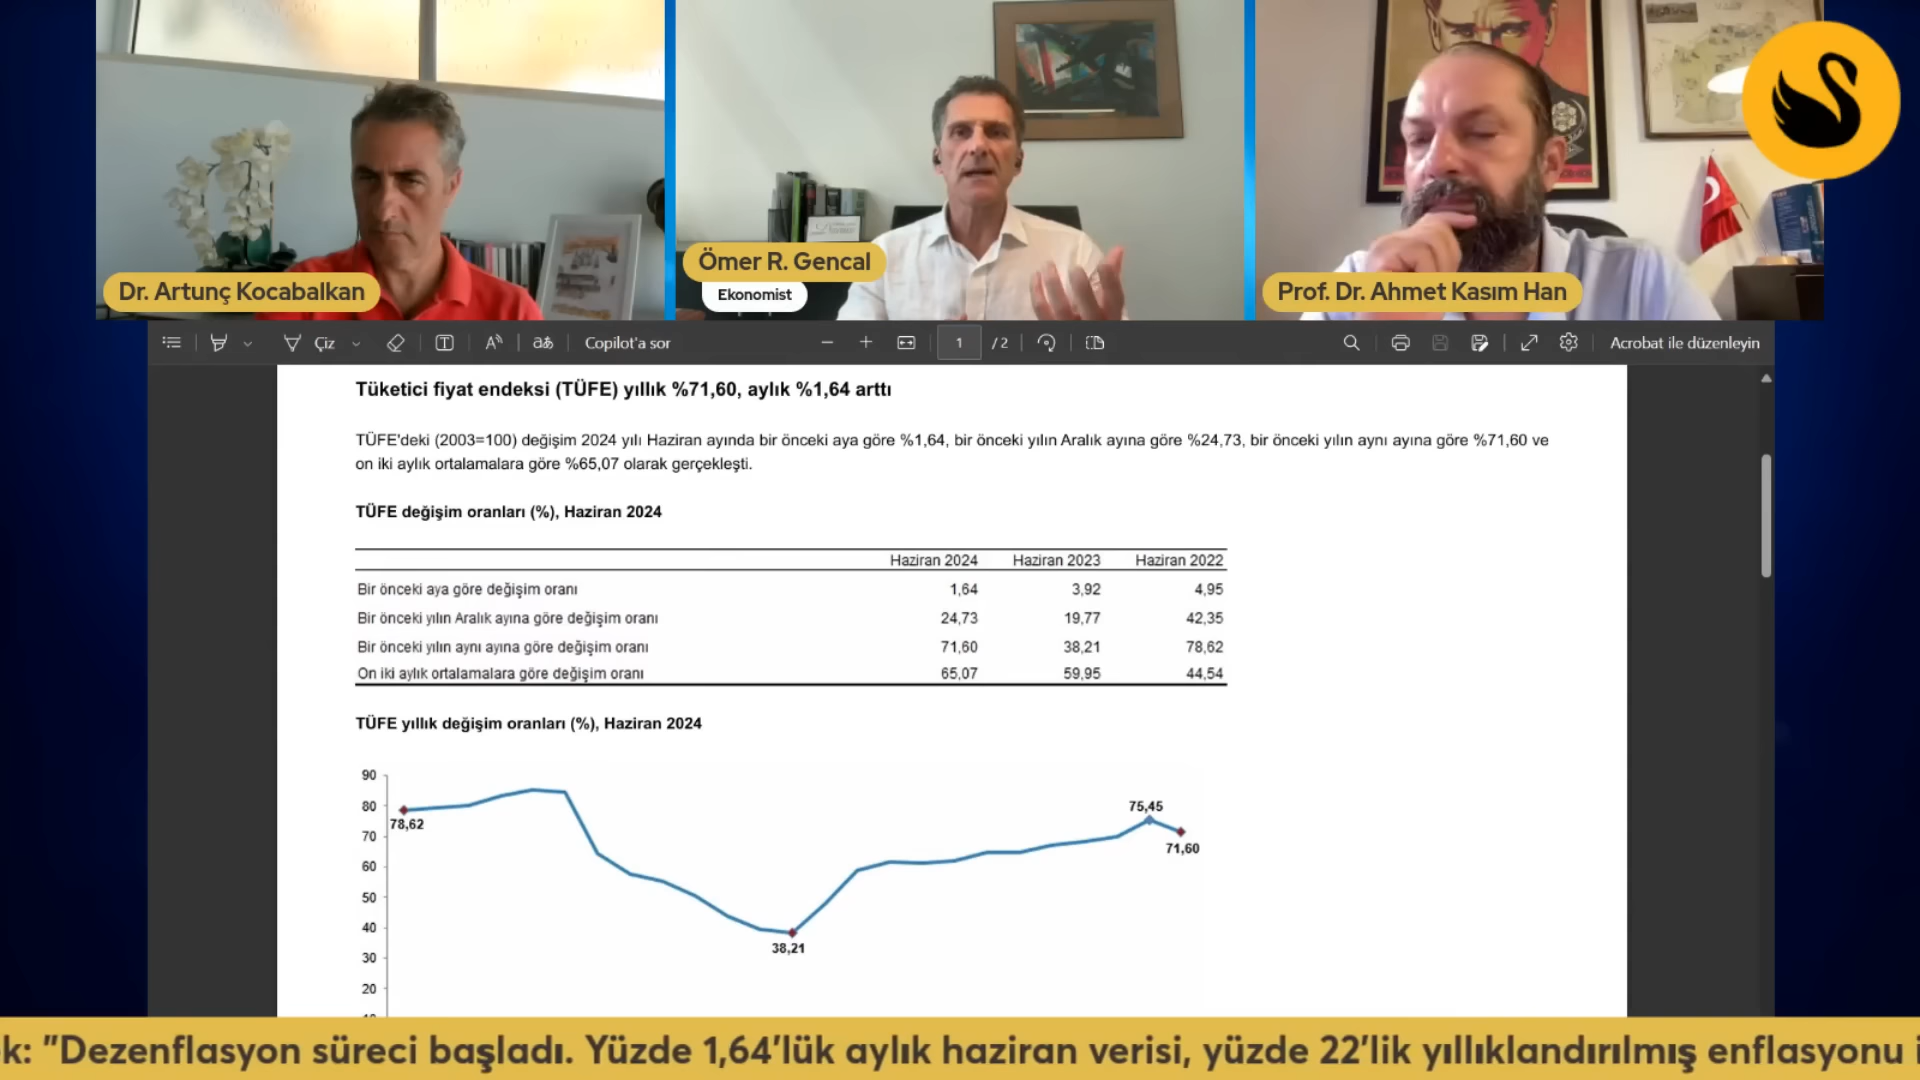 Dr. Artunç Kocabalkan
Ömer R. Gencal
Ekonomist
Prof. Dr. Ahmet Kasım Han
Çiz
Copilot'a sor
1 / 2
Acrobat ile düzenleyin
Tüketici fiyat endeksi (TÜFE) yıllık %71,60, aylık %1,64 arttı
TÜFE'deki (2003=100) değişim 2024 yılı Haziran ayında bir önceki aya göre %1,64, bir önceki yılın Aralık ayına göre %24,73, bir önceki yılın aynı ayına göre %71,60 ve
on iki aylık ortalamalara göre %65,07 olarak gerçekleşti.
TÜFE değişim oranları (%), Haziran 2024
Haziran 2024 Haziran 2023 Haziran 2022
Bir önceki aya göre değişim oranı 1,64 3,92 4,95
Bir önceki yılın Aralık ayına göre değişim oranı 24,73 19,77 42,35
Bir önceki yılın aynı ayına göre değişim oranı 71,60 38,21 78,62
On iki aylık ortalamalara göre değişim oranı 65,07 59,95 44,54
TÜFE yıllık değişim oranları (%), Haziran 2024
90
80
70
60
50
40
30
20
78,62
38,21
75,45
71,60
k: "Dezenflasyon süreci başladı. Yüzde 1,64'lük aylık haziran verisi, yüzde 22'lik yıllıklandırılmış enflasyonu i